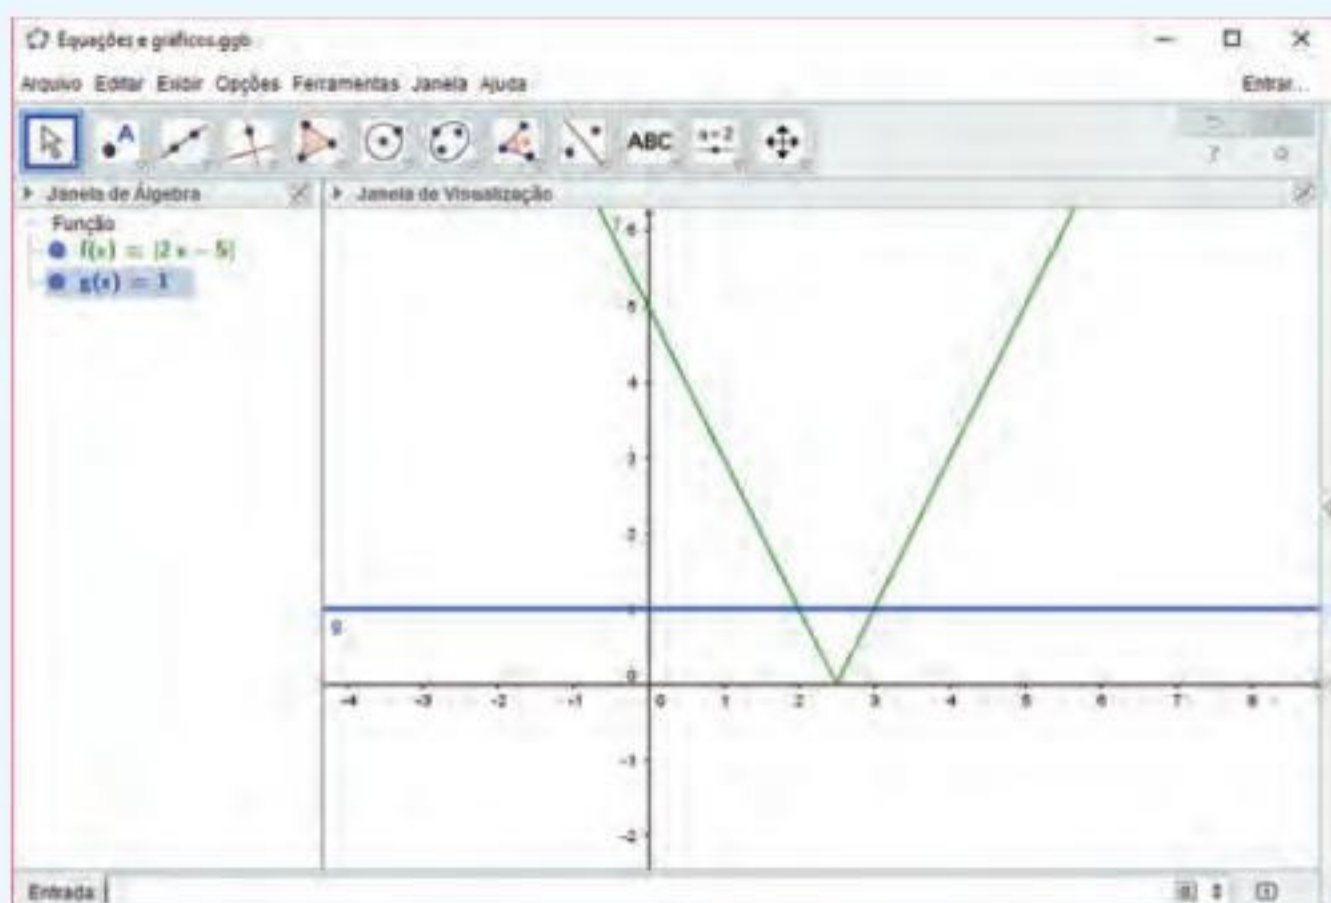 Equações e gráficos.ggb
Arquivo Editar Exibir Opções Ferramentas Janela Ajuda
Entrar...
A
ABC
a = 2
Janela de Álgebra
Janela de Visualização
Função
f(x) = |2 x − 5|
g(x) = 1
6
5
4
3
2
1
0
-1
-2
-4 -3 -2 -1 0 1 2 3 4 5 6 7 8
f
g
Entrada